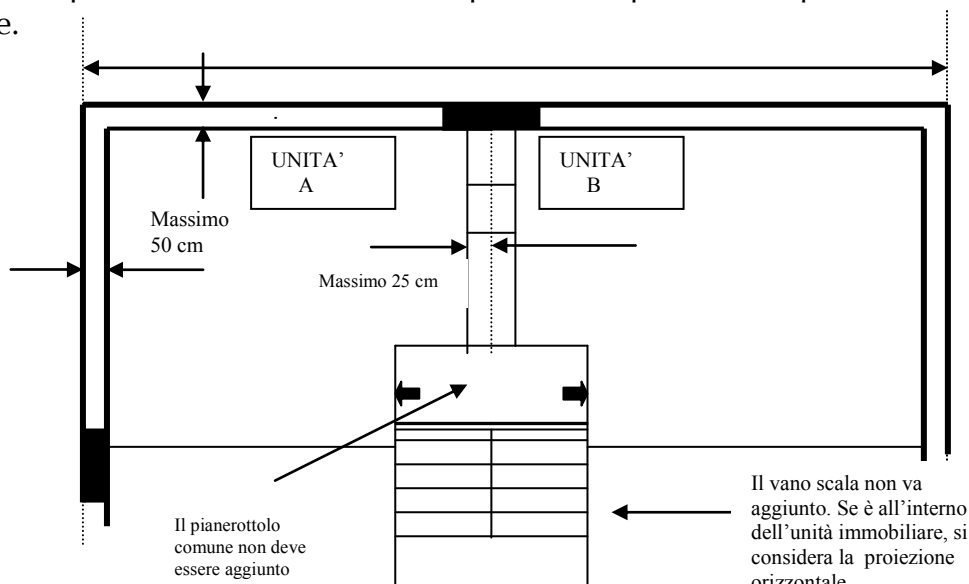 e.
UNITA’
A
UNITA’
B
Massimo
50 cm
Massimo 25 cm
Il pianerottolo
comune non deve
essere aggiunto
Il vano scala non va
aggiunto. Se è all’interno
dell’unità immobiliare, si
considera la proiezione
orizzontale